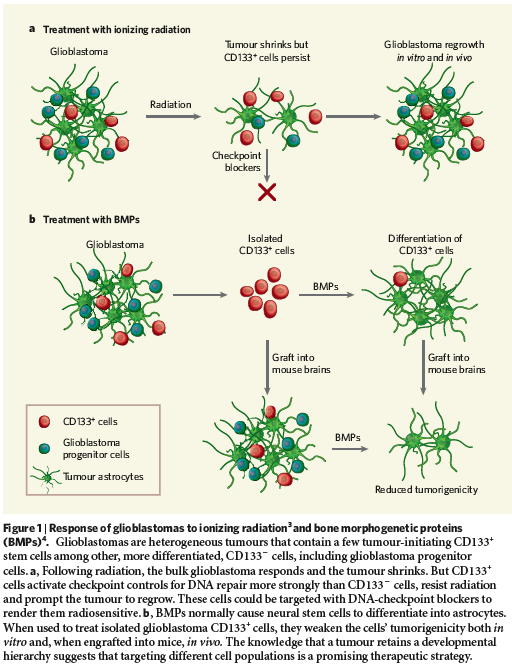 a Treatment with ionizing radiation
Glioblastoma
Tumour shrinks but
CD133+ cells persist
Glioblastoma regrowth
in vitro and in vivo
Radiation
Checkpoint
blockers
b Treatment with BMPs
Glioblastoma
Isolated
CD133+ cells
Differentiation of
CD133+ cells
BMPs
Graft into
mouse brains
Graft into
mouse brains
CD133+ cells
Glioblastoma
progenitor
cells
Tumour astrocytes
BMPs
Reduced tumorigenicity
Figure 1 | Response of glioblastomas to ionizing radiation³ and bone morphogenetic proteins
(BMPs)⁴. Glioblastomas are heterogeneous tumours that contain a few tumour-initiating CD133⁺
stem cells among other, more differentiated, CD133⁻ cells, including glioblastoma progenitor
cells. a, Following radiation, the bulk glioblastoma responds and the tumour shrinks. But CD133⁺
cells activate checkpoint controls for DNA repair more strongly than CD133⁻ cells, resist radiation
and prompt the tumour to regrow. These cells could be targeted with DNA-checkpoint blockers to
render them radiosensitive. b, BMPs normally cause neural stem cells to differentiate into astrocytes.
When used to treat isolated glioblastoma CD133⁺ cells, they weaken the cells' tumorigenicity both in
vitro and, when engrafted into mice, in vivo. The knowledge that a tumour retains a developmental
hierarchy suggests that targeting different cell populations is a promising therapeutic strategy.